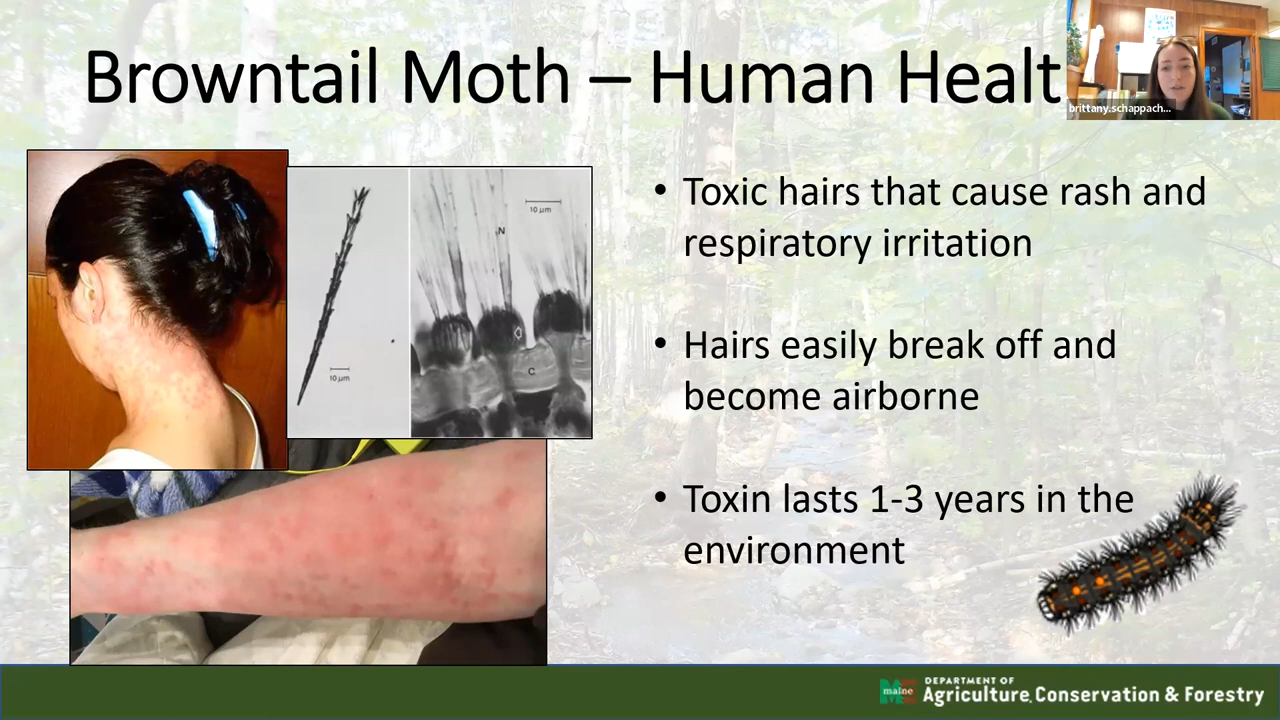 Browntail Moth – Human Healt
brittany.schappach...
• Toxic hairs that cause rash and
respiratory irritation
10 µm
N
10 µm
C
• Hairs easily break off and
become airborne
• Toxin lasts 1-3 years in the
environment
maine
DEPARTMENT OF
Agriculture, Conservation & Forestry